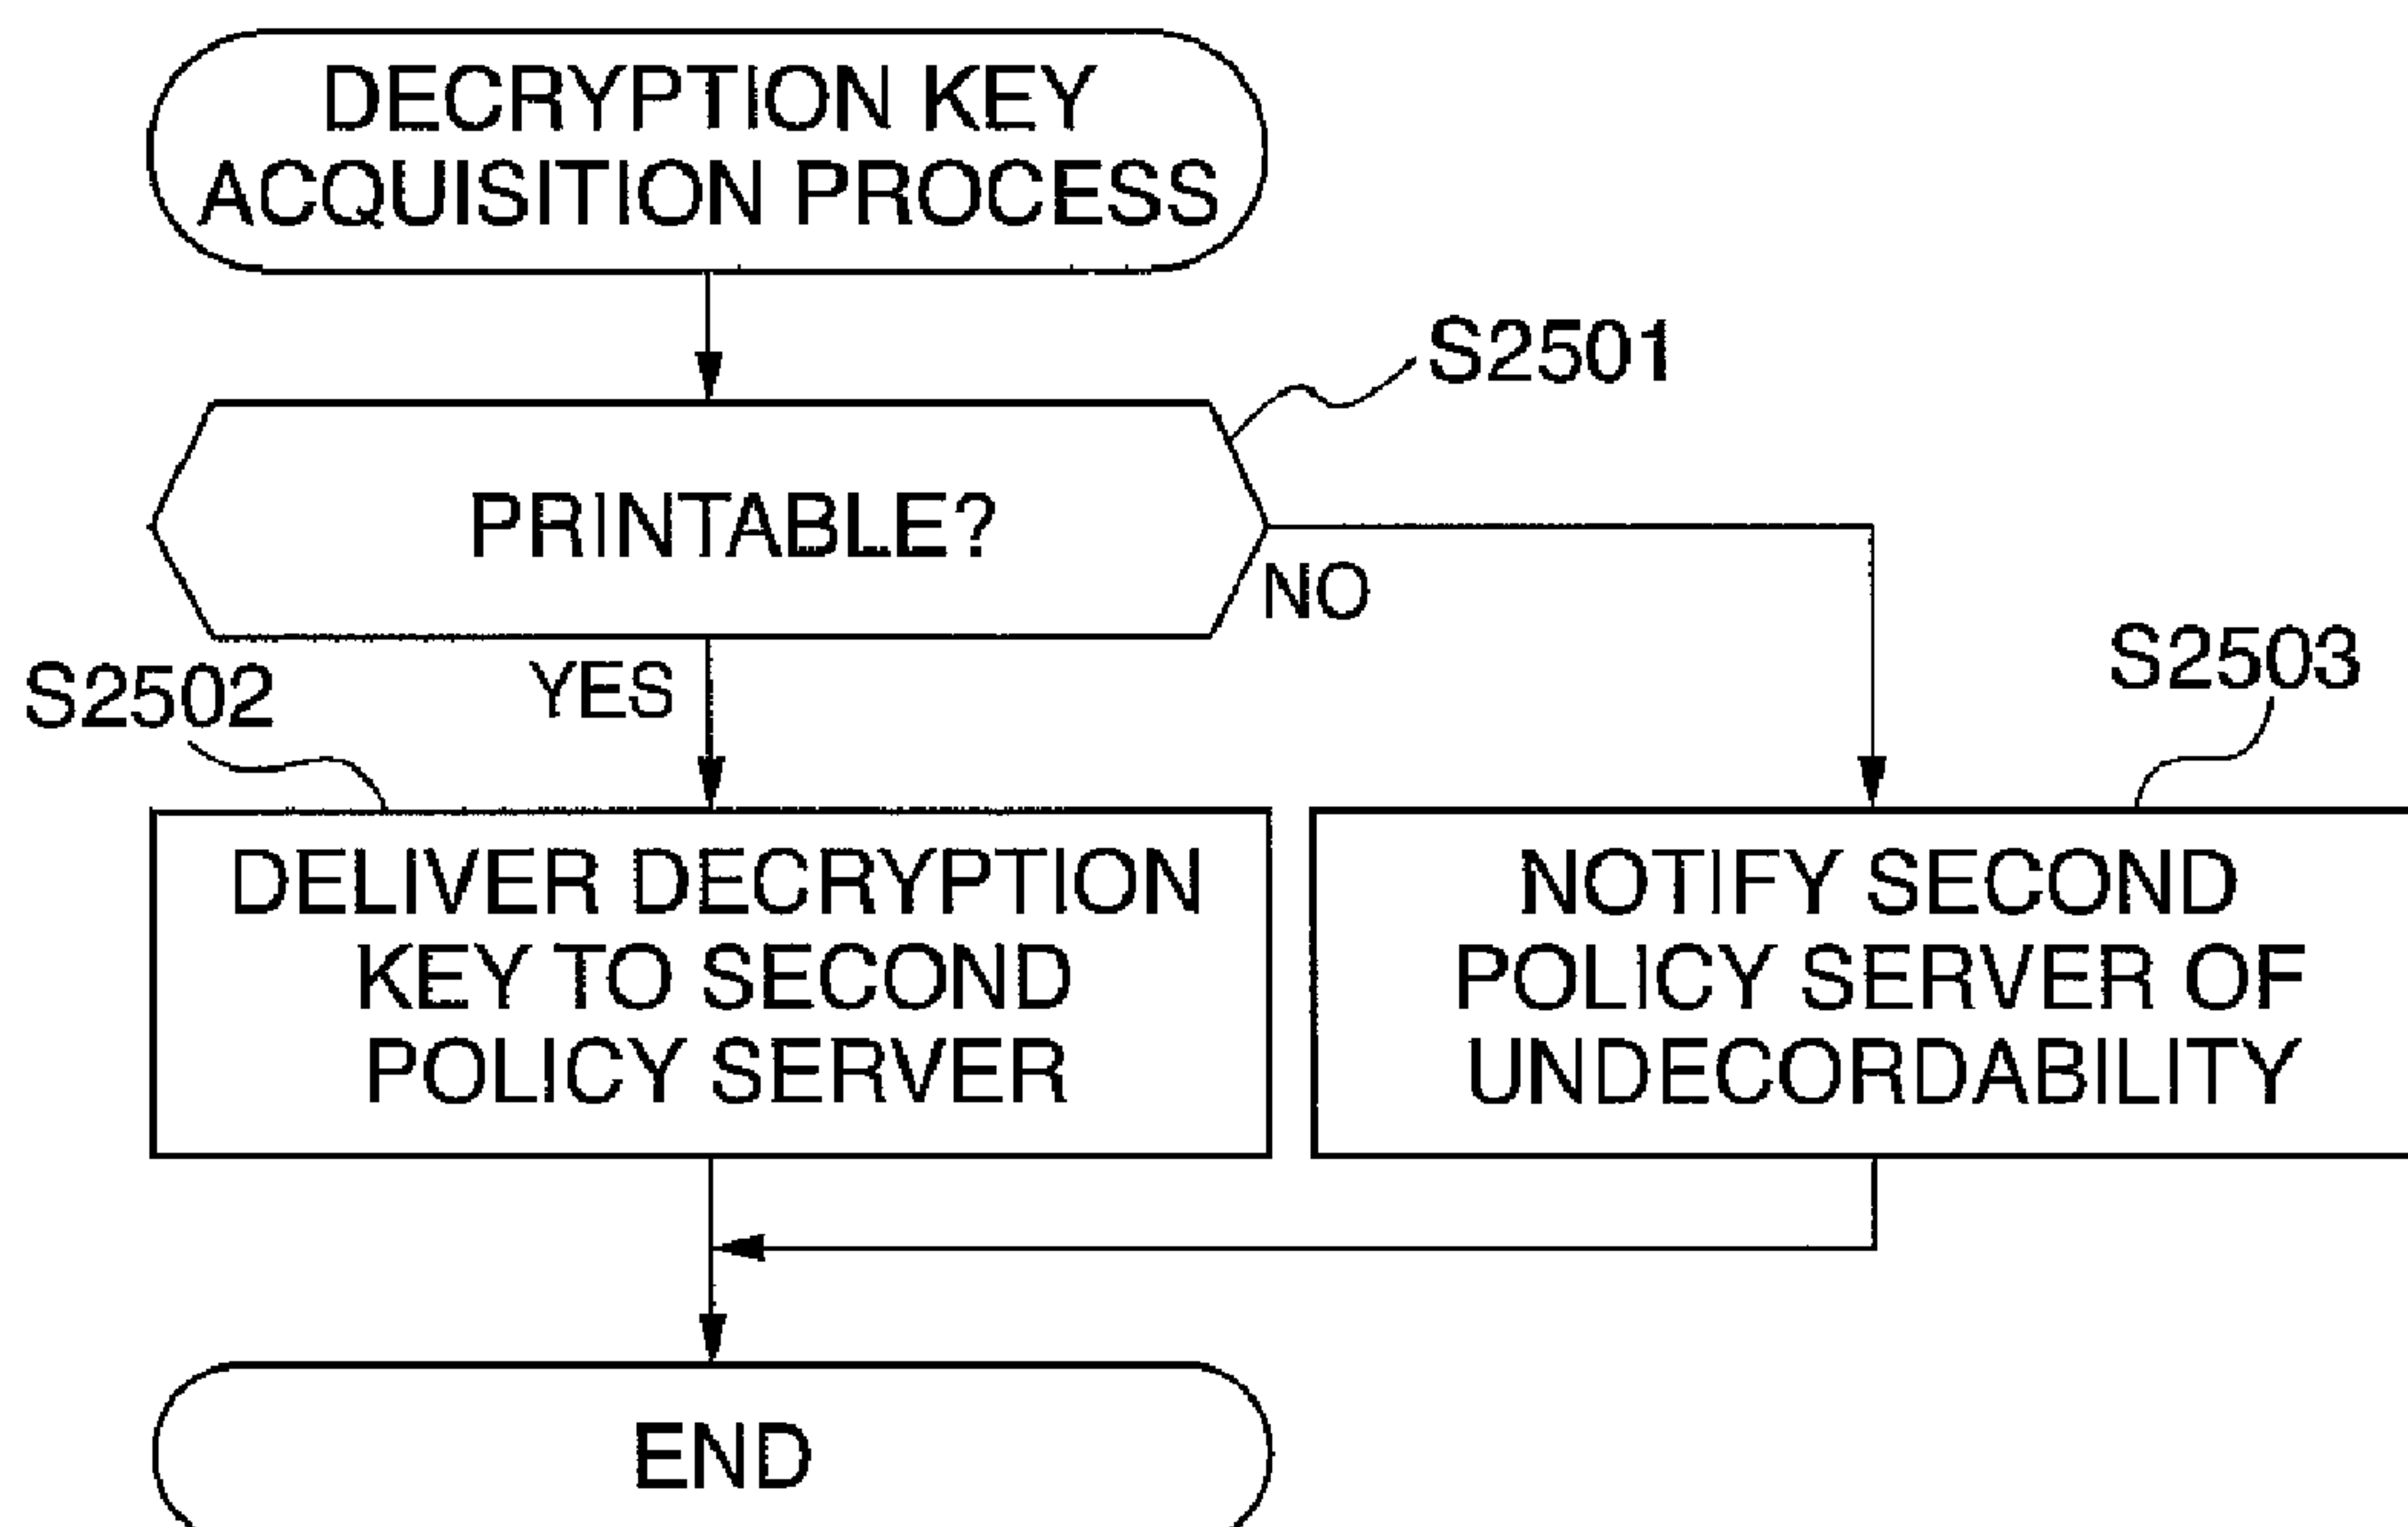 DECRYPTION KEY
ACQUISITION PROCESS
S2501
PRINTABLE?
NO
YES
S2502
S2503
DELIVER DECRYPTION
KEY TO SECOND
POLICY SERVER
NOTIFY SECOND
POLICY SERVER OF
UNDECORDABILITY
END